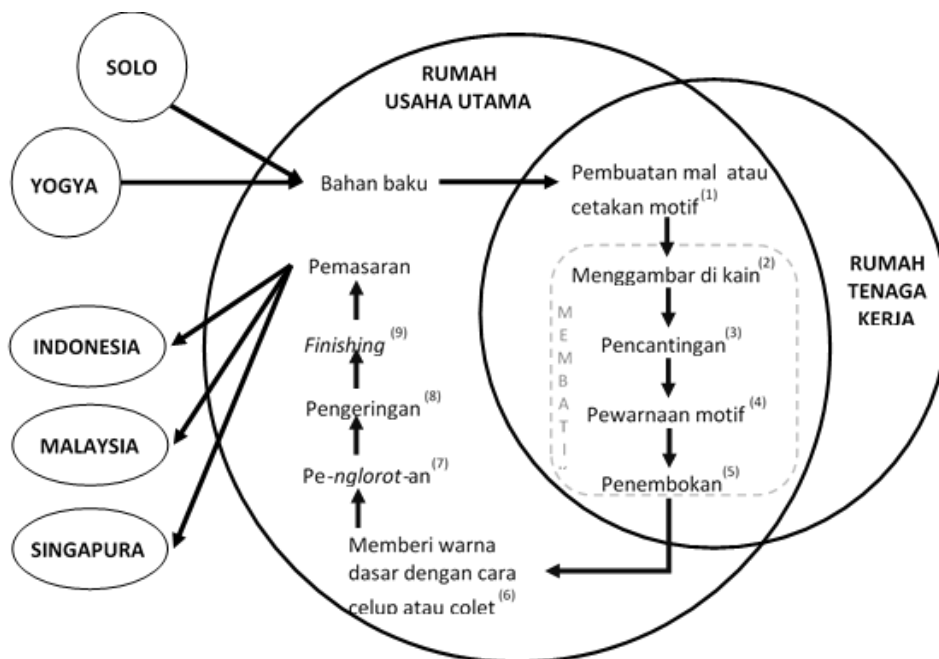 SOLO
RUMAH
USAHA UTAMA
YOGYA
Bahan baku
Pembuatan mal atau
cetakan motif(1)
Pemasaran
Menggambar di kain(2)
RUMAH
TENAGA
KERJA
INDONESIA
Finishing(9)
Pencantingan(3)
MEMBATIK
Pengeringan(8)
Pewarnaan motif(4)
MALAYSIA
Pe-nglorot-an(7)
Penembokan(5)
SINGAPURA
Memberi warna
dasar dengan cara
celup atau colet(6)